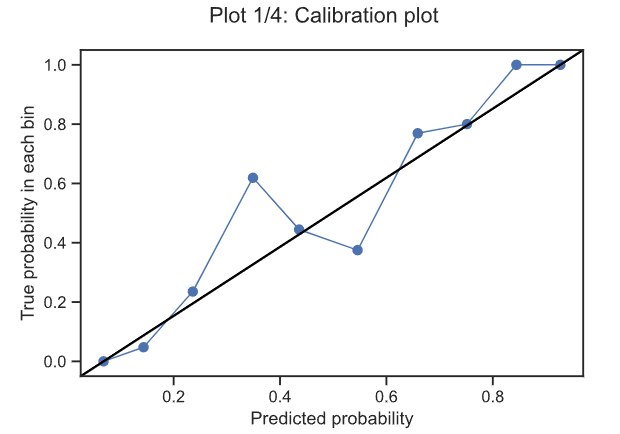 Plot 1/4: Calibration plot
True probability in each bin
1.0
0.8
0.6
0.4
0.2
0.0
0.2 0.4 0.6 0.8
Predicted probability